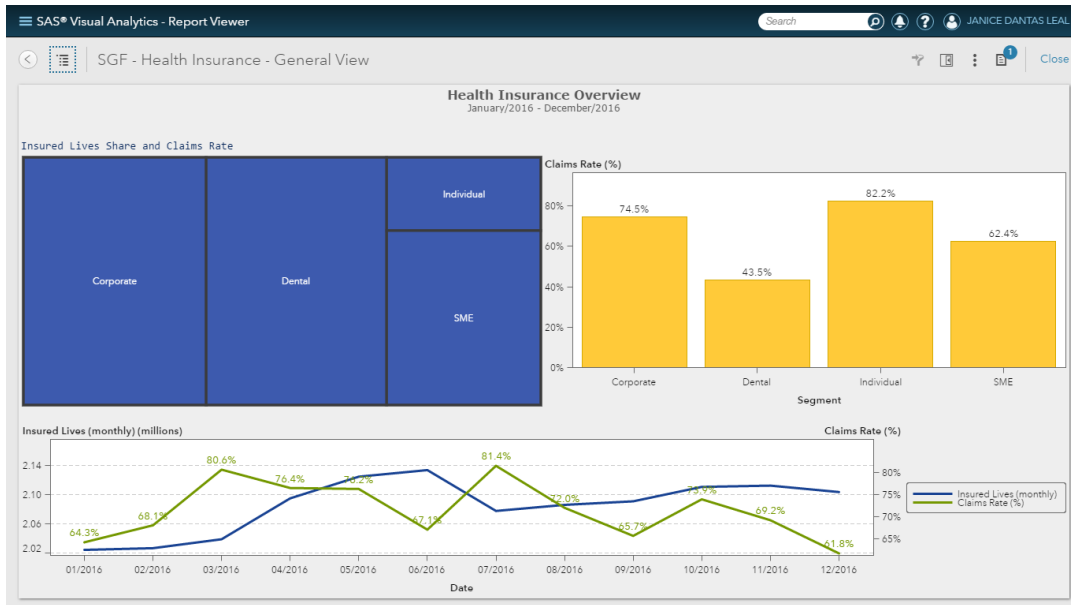 SAS® Visual Analytics - Report Viewer
Search
?
JANICE DANTAS LEAL
SGF - Health Insurance - General View
1
Close
Health Insurance Overview
January/2016 - December/2016
Insured Lives Share and Claims Rate
Corporate
Dental
Individual
SME
Claims Rate (%)
80%
60%
40%
20%
0%
74.5%
43.5%
82.2%
62.4%
Corporate Dental Individual SME
Segment
Insured Lives (monthly) (millions)
Claims Rate (%)
2.14
2.10
2.06
2.02
64.3%
68.1%
80.6%
76.4%
76.2%
67.1%
81.4%
72.0%
65.7%
73.9%
69.2%
61.8%
80%
75%
70%
65%
Insured Lives (monthly)
Claims Rate (%)
01/2016 02/2016 03/2016 04/2016 05/2016 06/2016 07/2016 08/2016 09/2016 10/2016 11/2016 12/2016
Date